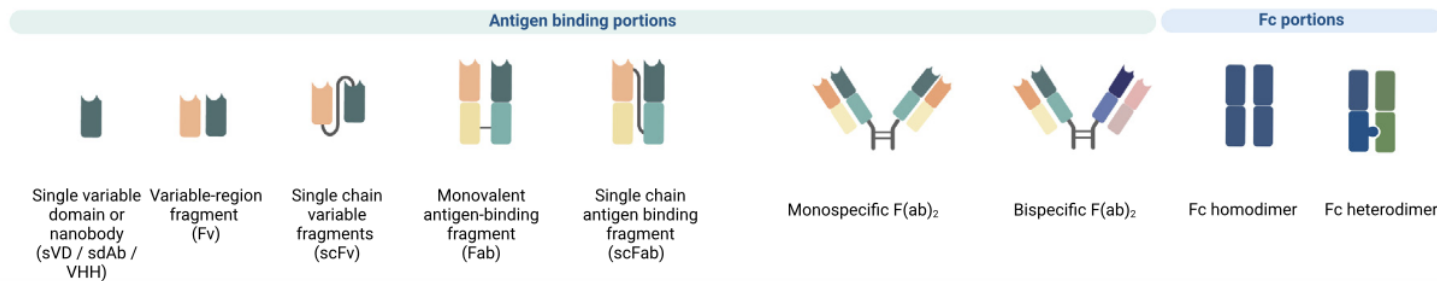 Antigen binding portions
Fc portions
Single variable
domain or
nanobody
(sVD / sdAb /
VHH)
Variable-region
fragment
(Fv)
Single chain
variable
fragments
(scFv)
Monovalent
antigen-binding
fragment
(Fab)
Single chain
antigen binding
fragment
(scFab)
Monospecific F(ab)₂
Bispecific F(ab)₂
Fc homodimer
Fc heterodimer